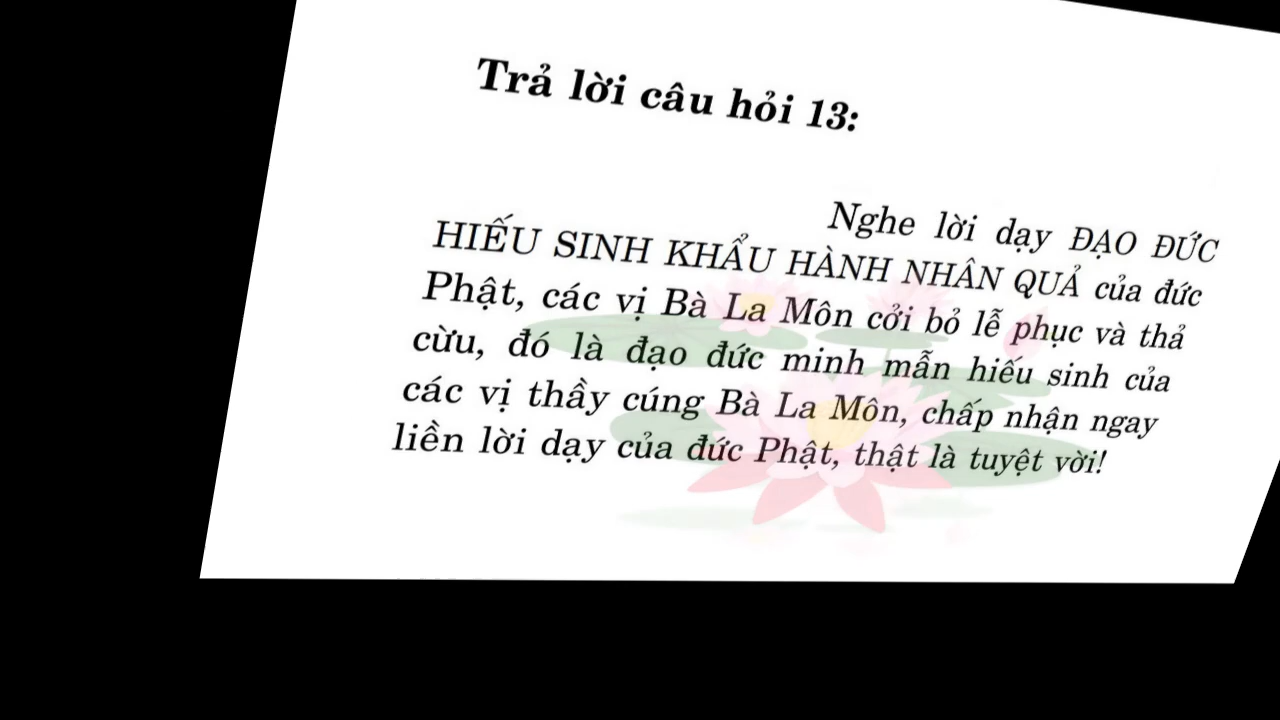 Trả lời câu hỏi 13:
Nghe lời dạy ĐẠO ĐỨC
HIẾU SINH KHẨU HÀNH NHÂN QUẢ của đức
Phật, các vị Bà La Môn cởi bỏ lễ phục và thả
cừu, đó là đạo đức minh mẫn hiếu sinh của
các vị thầy cúng Bà La Môn, chấp nhận ngay
liền lời dạy của đức Phật, thật là tuyệt vời!